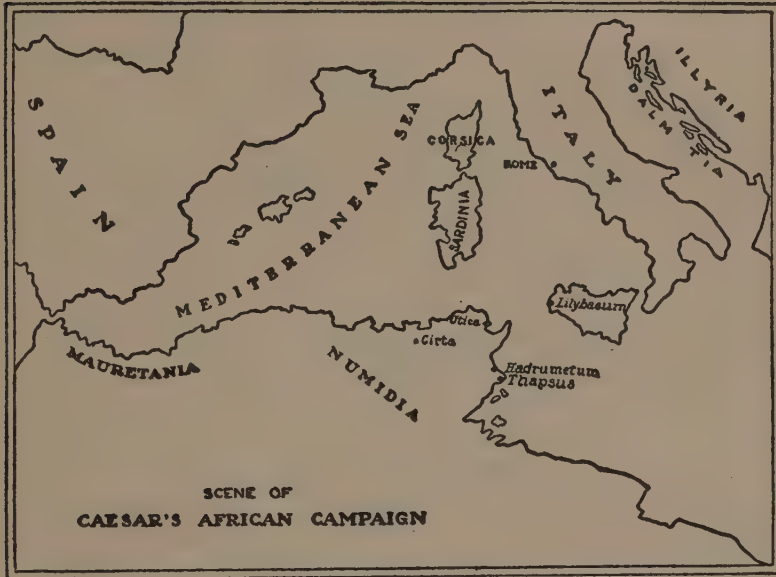 SPAIN
MEDITERRANEAN SEA
CORSICA
SARDINIA
ROME
ITALY
ILLYRIA
DALMATIA
Lilybaeum
Utica
Cirta
Hadrumetum
Thapsus
MAURETANIA
NUMIDIA
SCENE OF
CAESAR'S AFRICAN CAMPAIGN